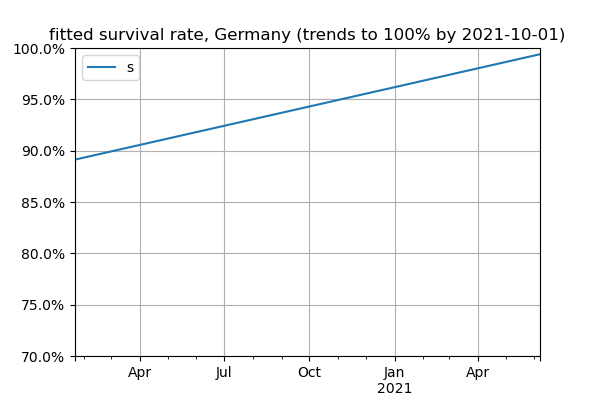 fitted survival rate, Germany (trends to 100% by 2021-10-01)
100.0%
s
95.0%
90.0%
85.0%
80.0%
75.0%
70.0%
Apr Jul Oct Jan Apr
2021